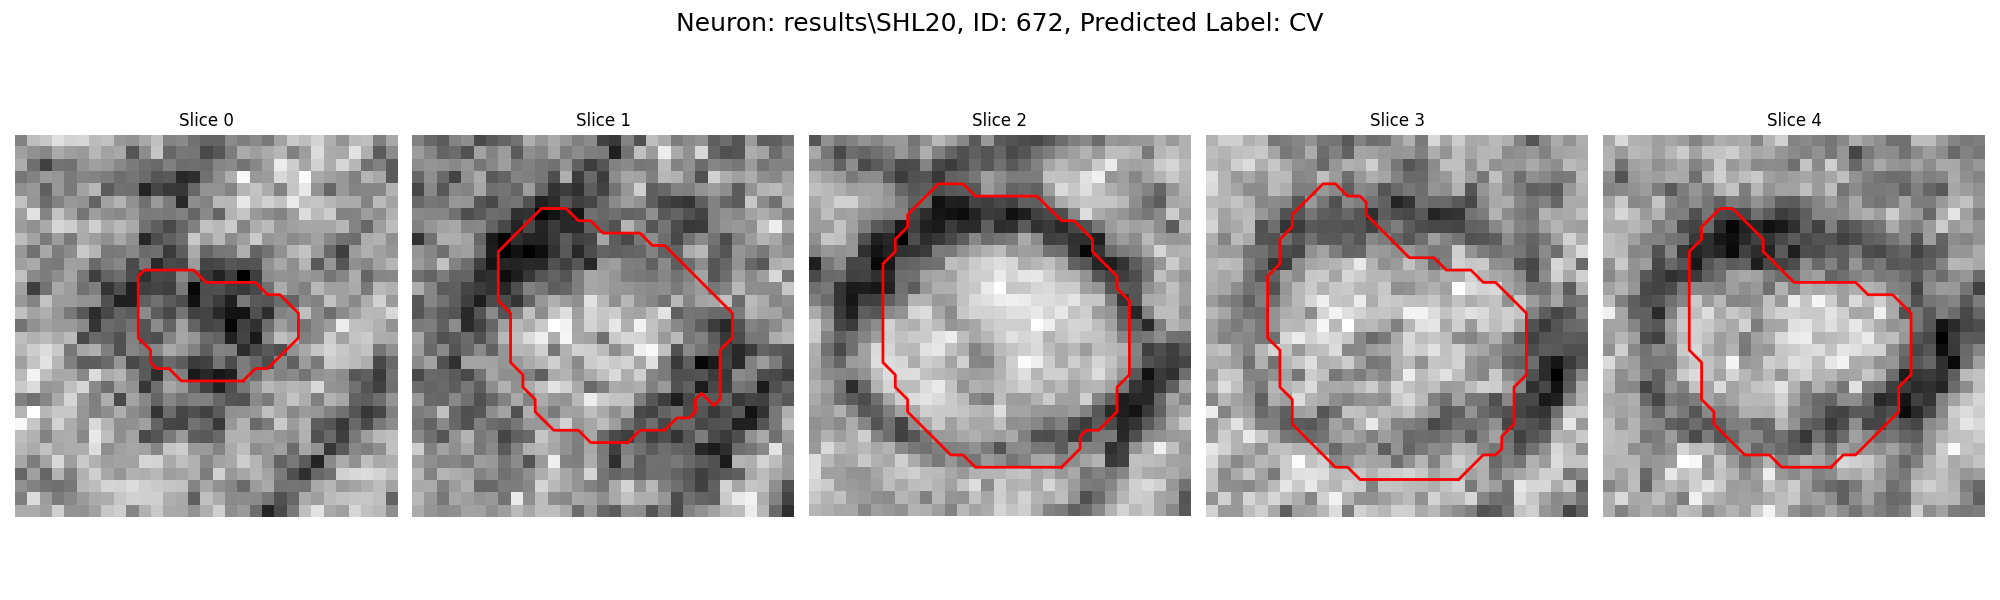 Neuron: results\SHL20, ID: 672, Predicted Label: CV
Slice 0
Slice 1
Slice 2
Slice 3
Slice 4